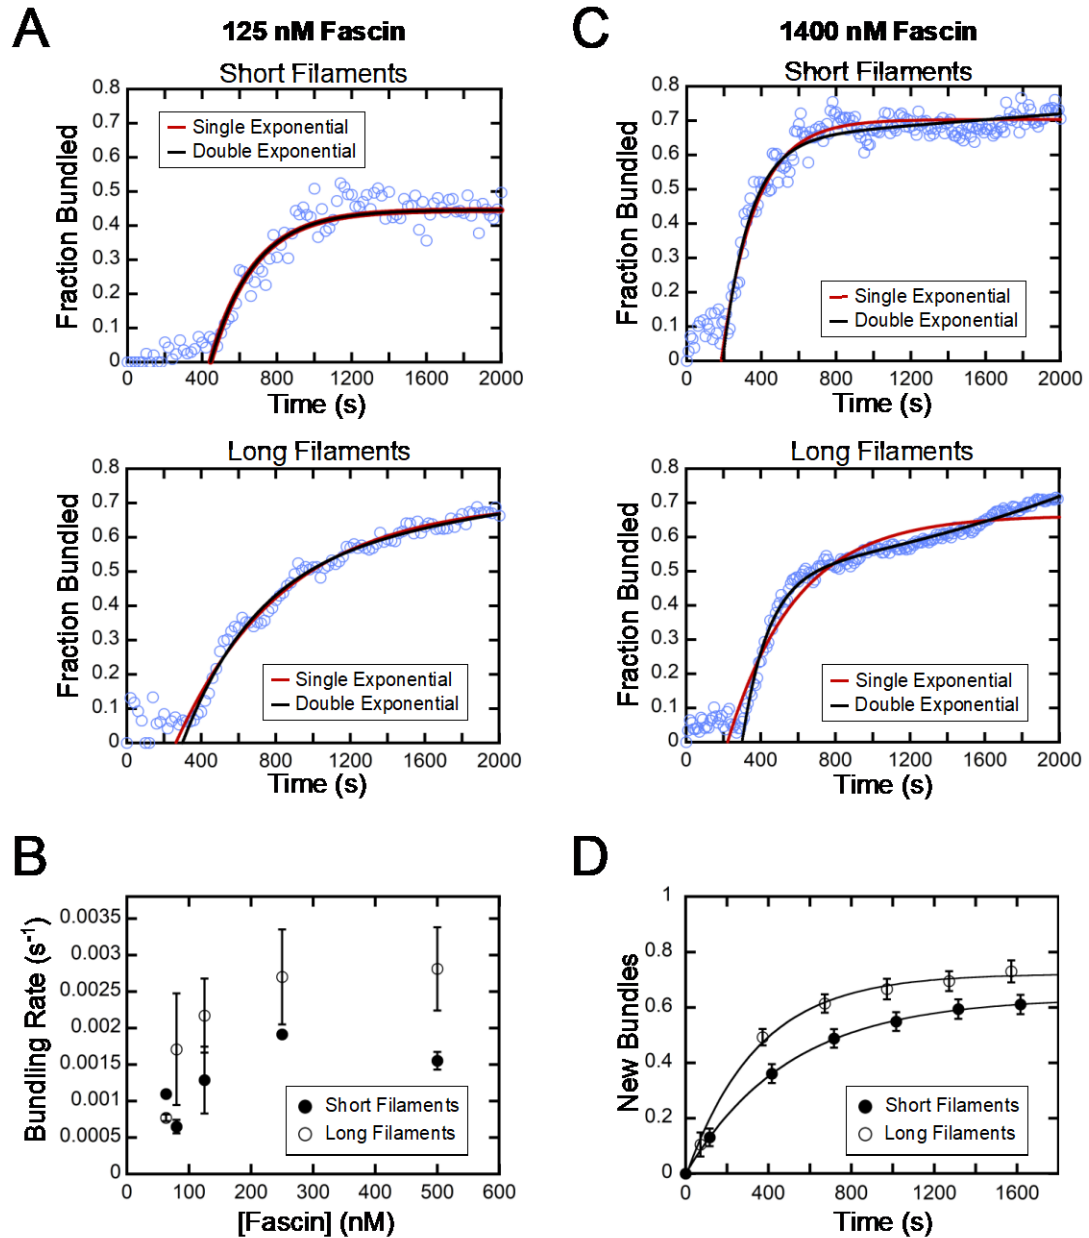 A
125 nM Fascin
Short Filaments
Fraction Bundled
0.8
0.7
0.6
0.5
0.4
0.3
0.2
0.1
0
Single Exponential
Double Exponential
0 400 800 1200 1600 2000
Time (s)
Long Filaments
Fraction Bundled
0.8
0.7
0.6
0.5
0.4
0.3
0.2
0.1
0
Single Exponential
Double Exponential
0 400 800 1200 1600 2000
Time (s)
C
1400 nM Fascin
Short Filaments
Fraction Bundled
0.8
0.7
0.6
0.5
0.4
0.3
0.2
0.1
0
Single Exponential
Double Exponential
0 400 800 1200 1600 2000
Time (s)
Long Filaments
Fraction Bundled
0.8
0.7
0.6
0.5
0.4
0.3
0.2
0.1
0
Single Exponential
Double Exponential
0 400 800 1200 1600 2000
Time (s)
B
Bundling Rate (s⁻¹)
0.0035
0.003
0.0025
0.002
0.0015
0.001
0.0005
0
Short Filaments
Long Filaments
0 100 200 300 400 500 600
[Fascin] (nM)
D
New Bundles
1
0.8
0.6
0.4
0.2
0
Short Filaments
Long Filaments
0 400 800 1200 1600
Time (s)